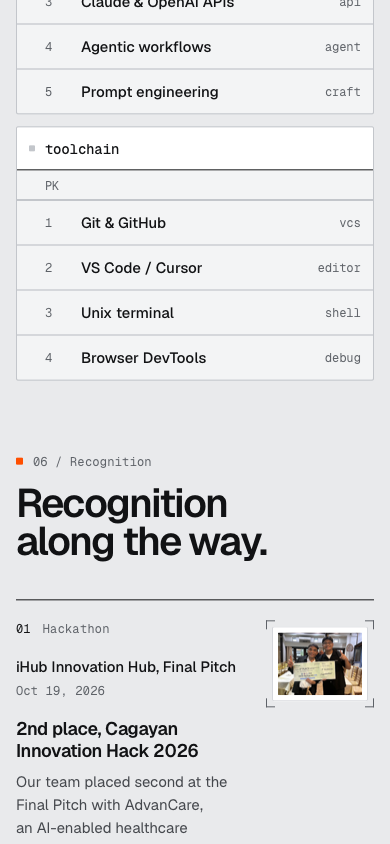 3 Claude & OpenAI APIs api
4 Agentic workflows agent
5 Prompt engineering craft
toolchain
PK
1 Git & GitHub vcs
2 VS Code / Cursor editor
3 Unix terminal shell
4 Browser DevTools debug
06 / Recognition
Recognition
along the way.
01 Hackathon
iHub Innovation Hub, Final Pitch
Oct 19, 2026
2nd place, Cagayan
Innovation Hack 2026
Our team placed second at the
Final Pitch with AdvanCare,
an AI-enabled healthcare